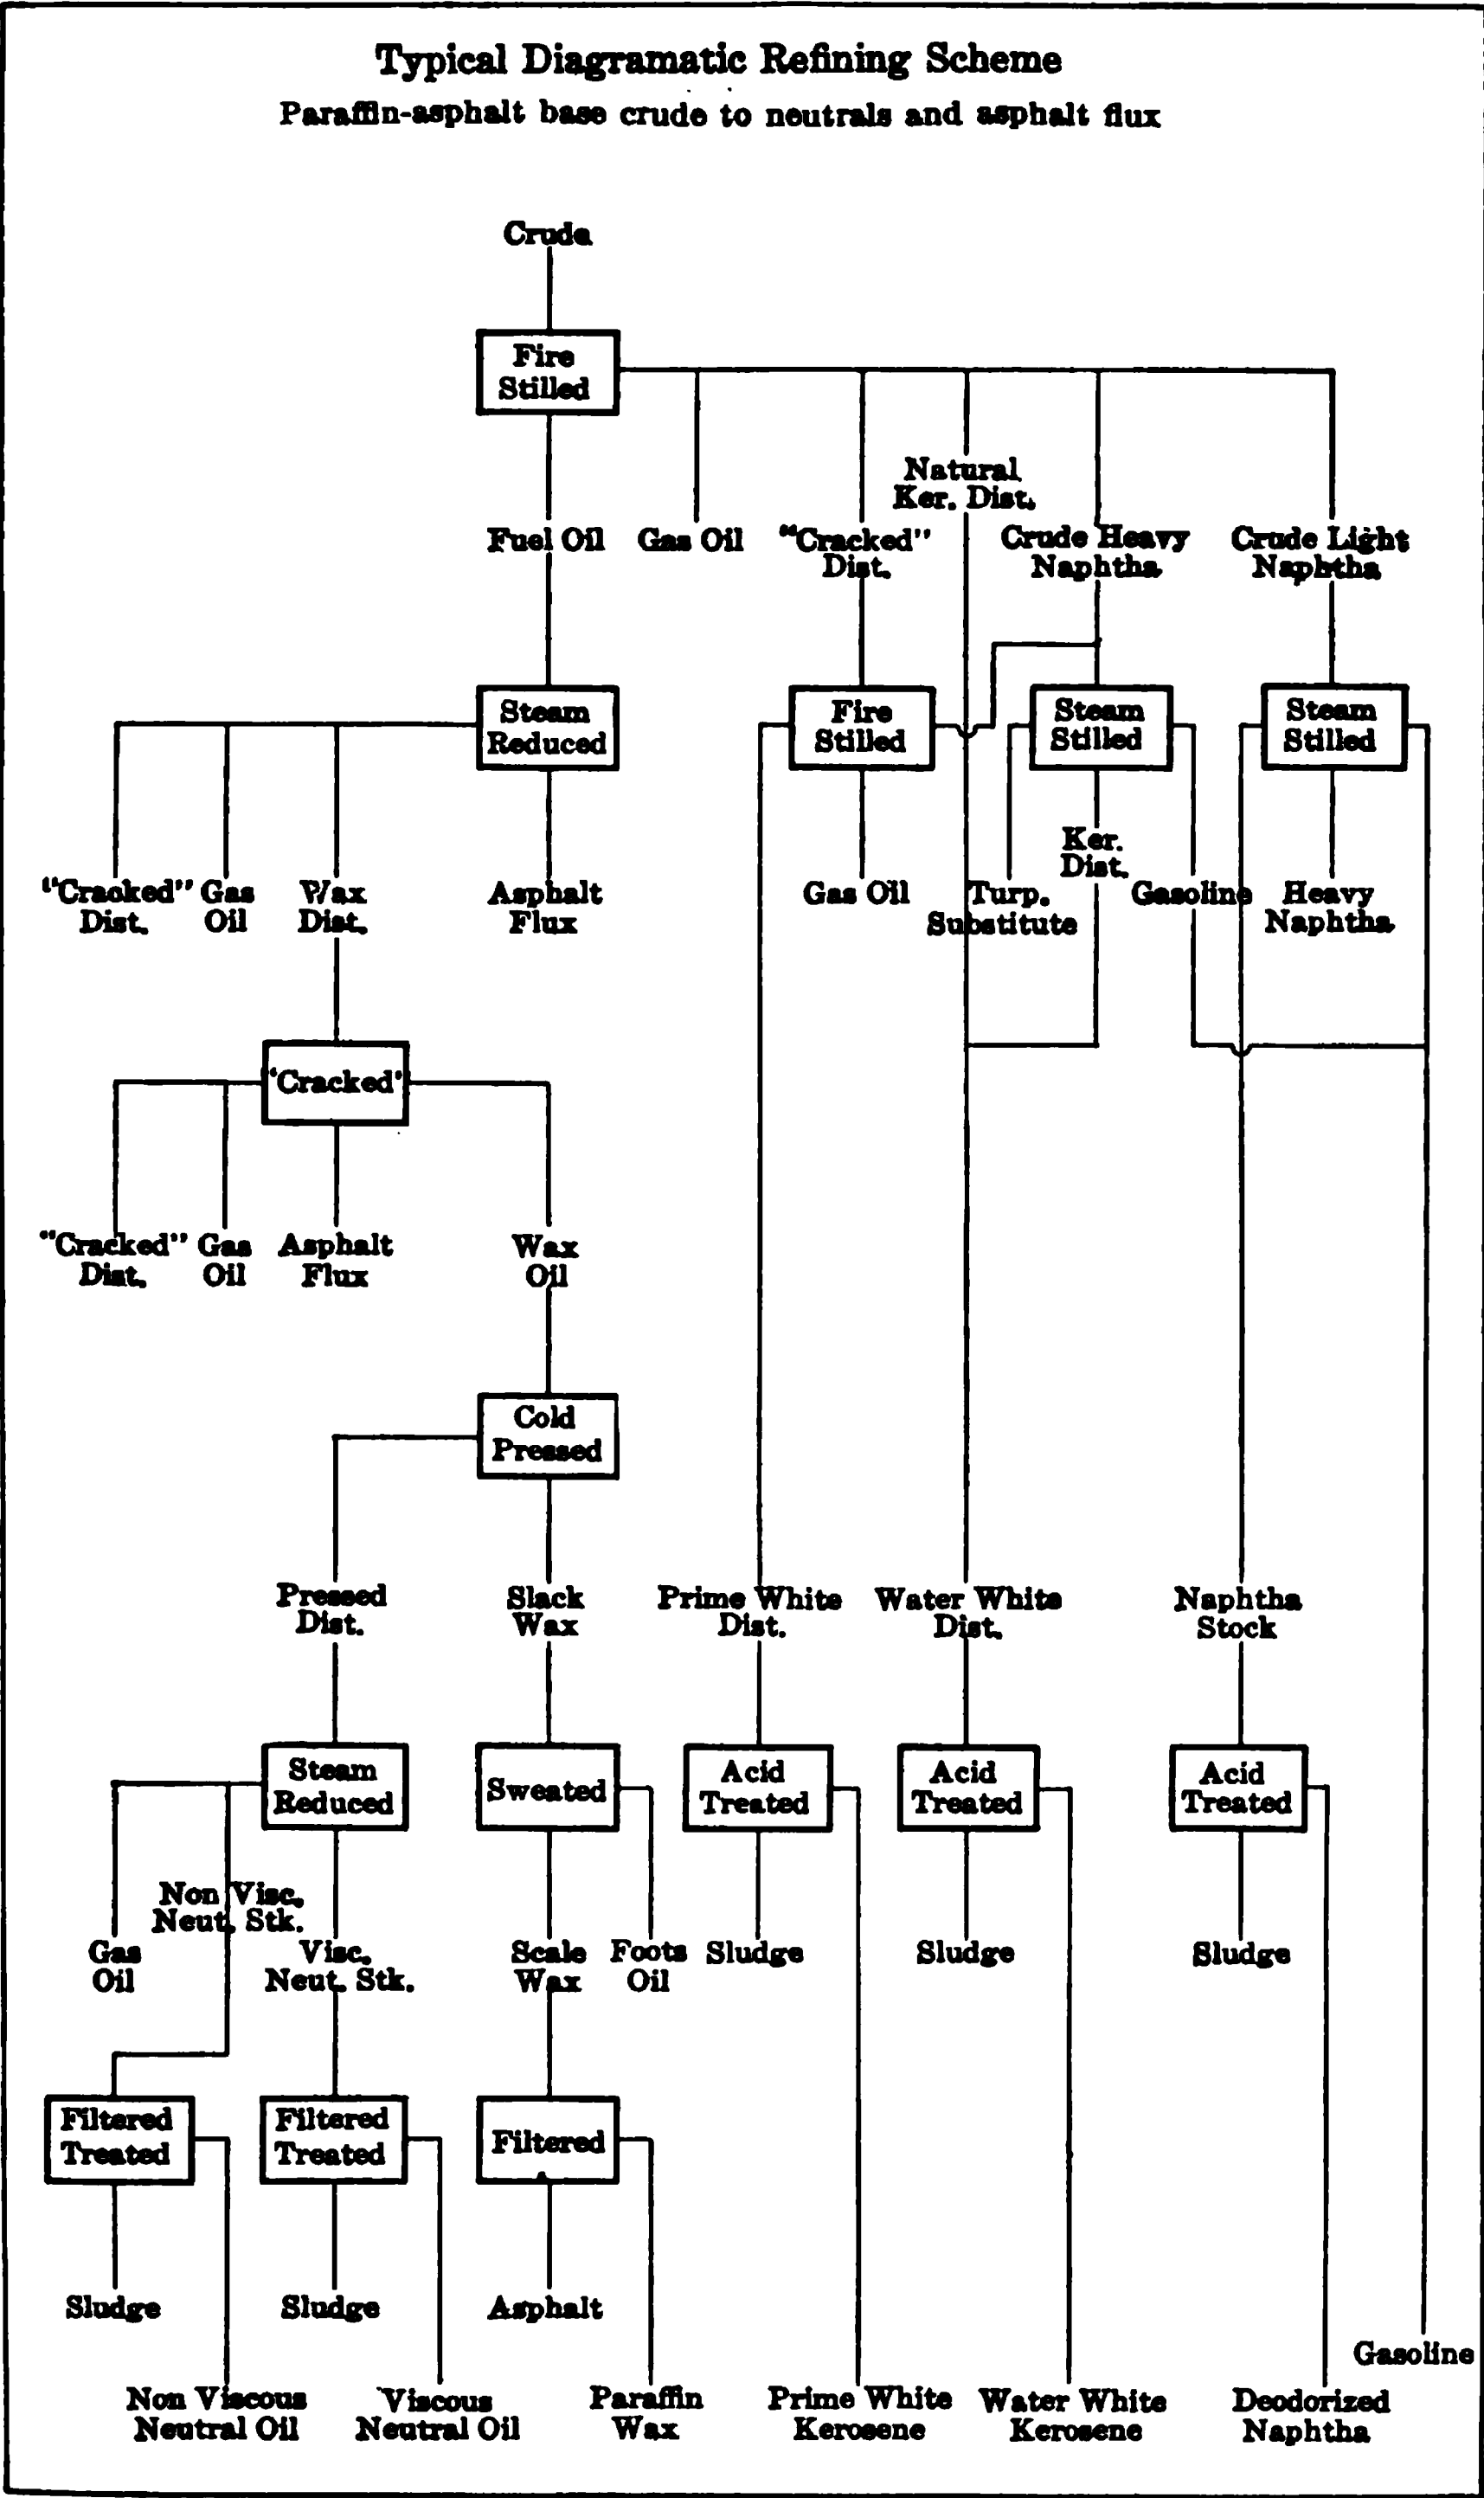 Typical Diagramatic Refining Scheme
Paraffin-asphalt base crude to neutrals and asphalt flux
Crude
Fire
Stilled
Natural
Ker. Dist.
Fuel Oil
Gas Oil
"Cracked"
Dist.
Crude Heavy
Naphtha
Crude Light
Naphtha
Steam
Reduced
Fire
Stilled
Steam
Stilled
Steam
Stilled
Ker.
Dist.
"Cracked"
Dist.
Gas
Oil
Wax
Dist.
Asphalt
Flux
Gas Oil
Turp.
Substitute
Gasoline
Heavy
Naphtha
"Cracked"
"Cracked"
Dist.
Gas
Oil
Asphalt
Flux
Wax
Oil
Cold
Pressed
Pressed
Dist.
Slack
Wax
Prime White
Dist.
Water White
Dist.
Naphtha
Stock
Steam
Reduced
Sweated
Acid
Treated
Acid
Treated
Acid
Treated
Non Visc.
Neut. Stk.
Gas
Oil
Visc.
Neut. Stk.
Scale
Wax
Foots
Oil
Sludge
Sludge
Sludge
Filtered
Treated
Filtered
Treated
Filtered
Sludge
Sludge
Asphalt
Gasoline
Non Viscous
Neutral Oil
Viscous
Neutral Oil
Paraffin
Wax
Prime White
Kerosene
Water White
Kerosene
Deodorized
Naphtha